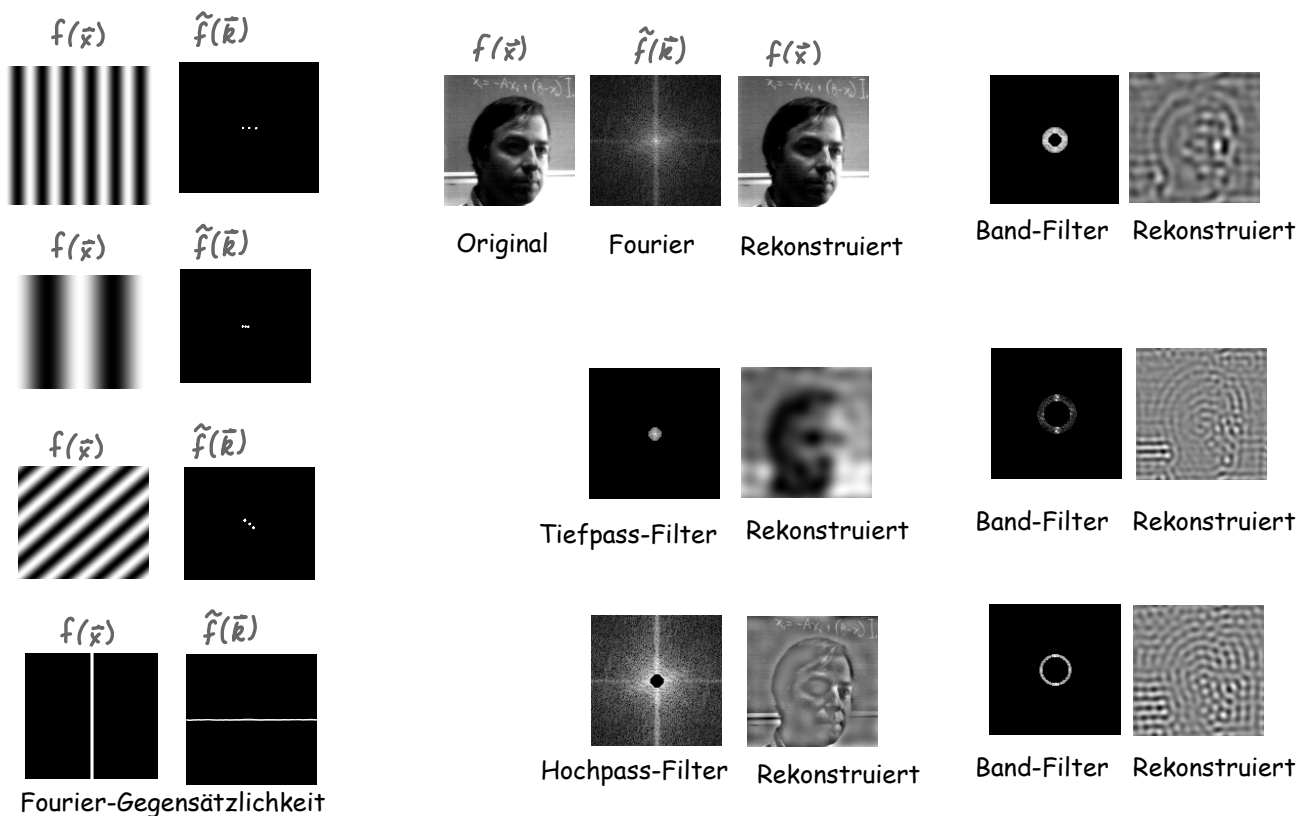 f(x⃗) f̃(k⃗)
f(x⃗) f̃(k⃗)
f(x⃗) f̃(k⃗)
f(x⃗) f̃(k⃗)
Fourier-Gegensätzlichkeit
f(x⃗) f̃(k⃗) f(x⃗)
Original Fourier Rekonstruiert
Tiefpass-Filter Rekonstruiert
Hochpass-Filter Rekonstruiert
Band-Filter Rekonstruiert
Band-Filter Rekonstruiert
Band-Filter Rekonstruiert